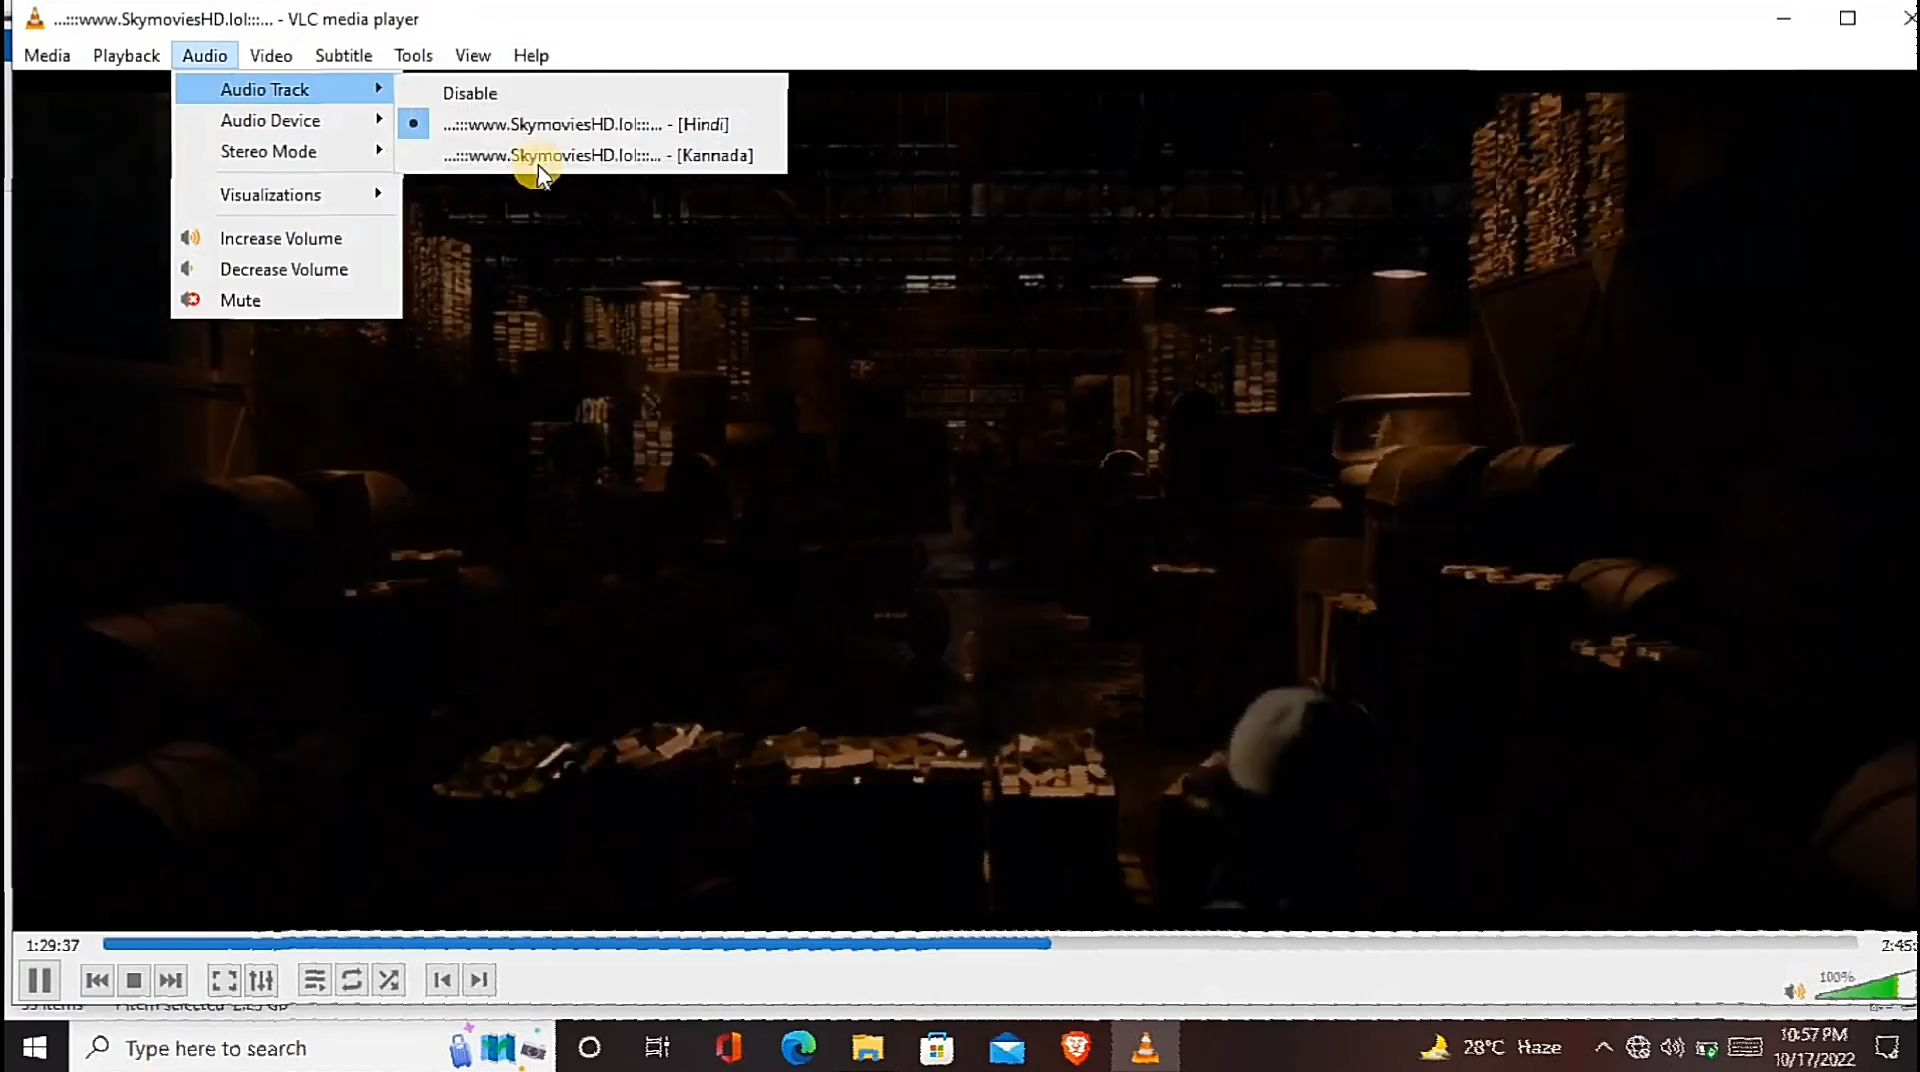 ...:::www.SkymoviesHD.lol:::... - VLC media player
Media Playback Audio Video Subtitle Tools View Help
Audio Track
Audio Device
Stereo Mode
Visualizations
Increase Volume
Decrease Volume
Mute
Disable
...:::www.SkymoviesHD.lol:::... - [Hindi]
...:::www.SkymoviesHD.lol:::... - [Kannada]
1:29:37
2:45:
100%
Type here to search
28°C Haze
10:57 PM
10/17/2022